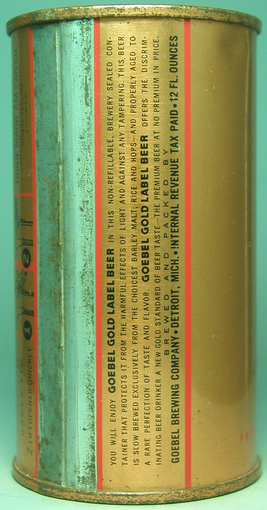 YOU WILL ENJOY GOEBEL GOLD LABEL BEER IN THIS NON-REFILLABLE, BREWERY SEALED CON-
TAINER THAT PROTECTS IT FROM THE HARMFUL EFFECTS OF LIGHT AND AGAINST ANY TAMPERING. THIS BEER
IS SLOW BREWED EXCLUSIVELY FROM THE CHOICEST BARLEY MALT, RICE AND HOPS—AND PROPERLY AGED TO
A RARE PERFECTION OF TASTE AND FLAVOR. GOEBEL GOLD LABEL BEER OFFERS THE DISCRIM-
INATING BEER DRINKER A NEW GOLD STANDARD OF BEER TASTE—THE PREMIUM BEER AT NO PREMIUM IN PRICE.
BREWED AND PACKED BY
GOEBEL BREWING COMPANY • DETROIT, MICH. • INTERNAL REVENUE TAX PAID • 12 FL. OUNCES